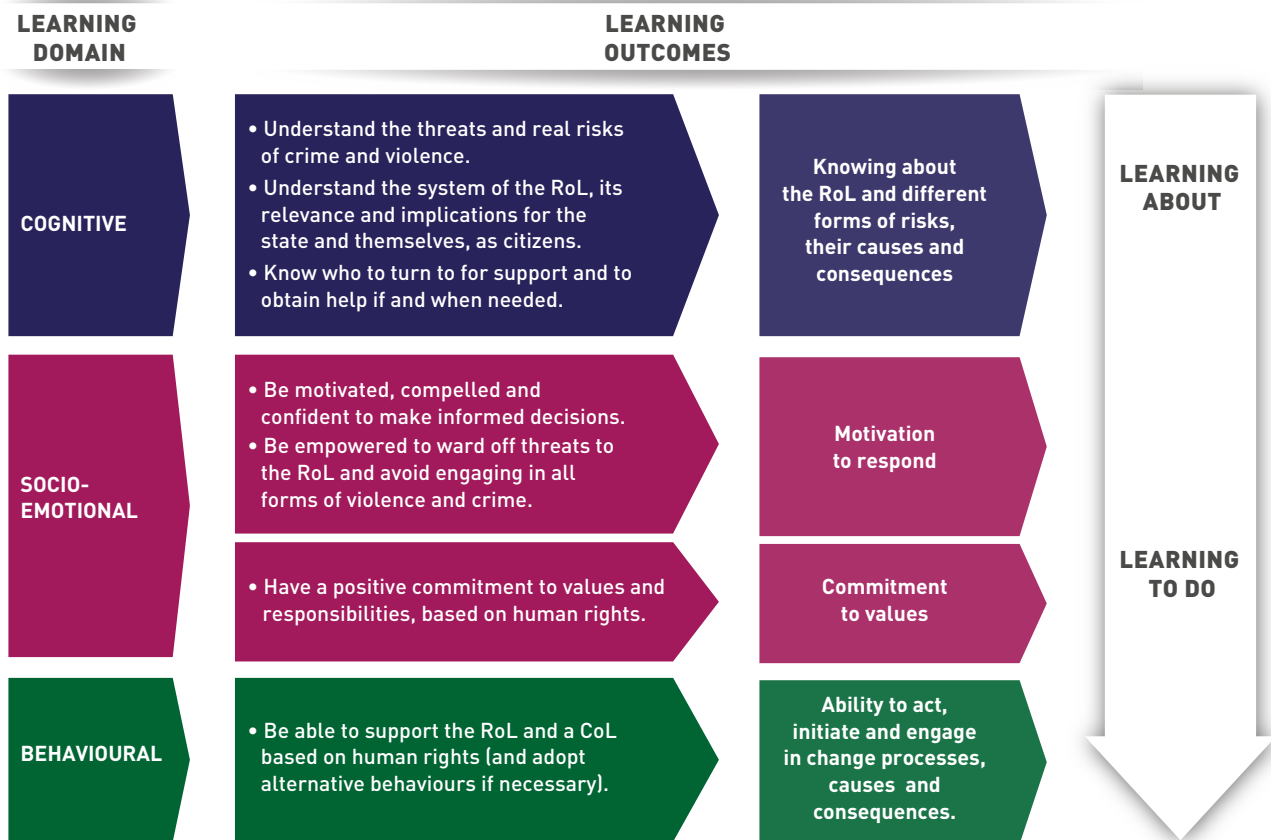 LEARNING
DOMAIN
LEARNING
OUTCOMES
COGNITIVE
• Understand the threats and real risks
of crime and violence.
• Understand the system of the RoL, its
relevance and implications for the
state and themselves, as citizens.
• Know who to turn to for support and to
obtain help if and when needed.
Knowing about
the RoL and different
forms of risks,
their causes and
consequences
LEARNING
ABOUT
SOCIO-
EMOTIONAL
• Be motivated, compelled and
confident to make informed decisions.
• Be empowered to ward off threats to
the RoL and avoid engaging in all
forms of violence and crime.
Motivation
to respond
• Have a positive commitment to values and
responsibilities, based on human rights.
Commitment
to values
LEARNING
TO DO
BEHAVIOURAL
• Be able to support the RoL and a CoL
based on human rights (and adopt
alternative behaviours if necessary).
Ability to act,
initiate and engage
in change processes,
causes and
consequences.